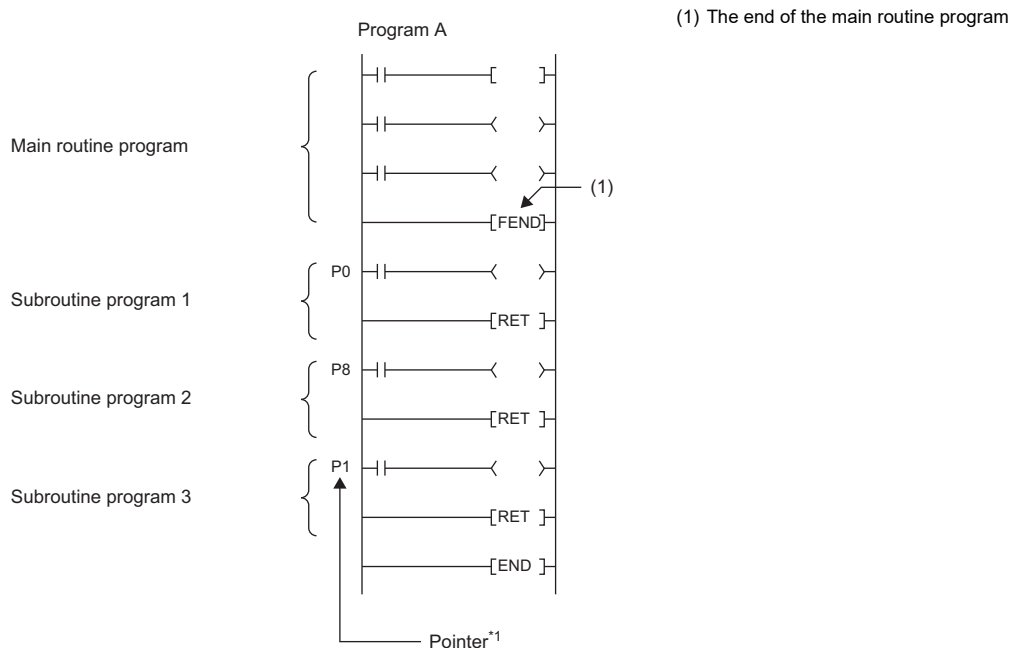 (1) The end of the main routine program
Program A
Main routine program
(1)
[FEND]
P0
Subroutine program 1
[RET ]
P8
Subroutine program 2
[RET ]
P1
Subroutine program 3
[RET ]
[END ]
Pointer*1